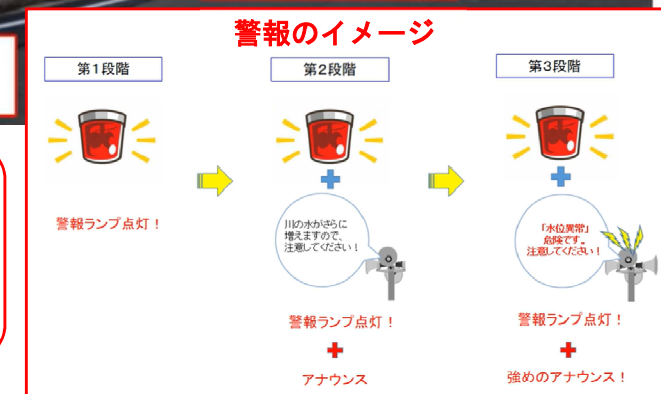 警報のイメージ
第1段階
第2段階
第3段階
警報ランプ点灯！
川の水がさらに
増えますので、
注意してください！
警報ランプ点灯！
アナウンス
「水位異常」
危険です。
注意してください！
警報ランプ点灯！
強めのアナウンス！